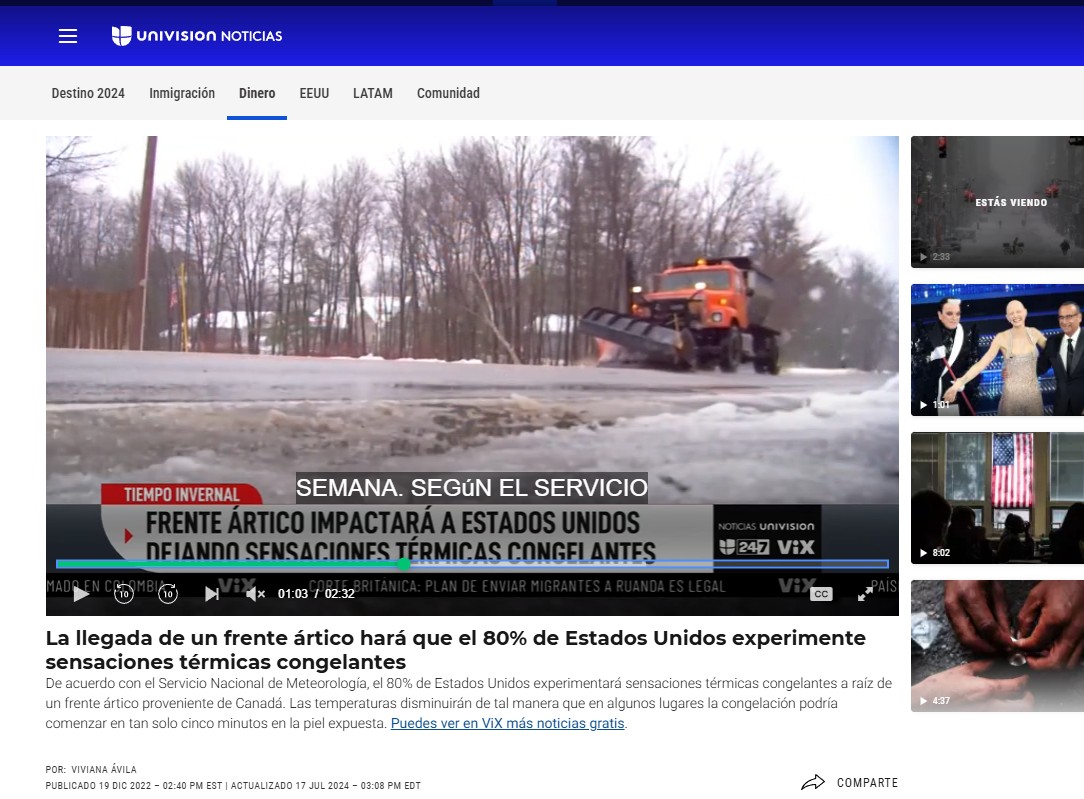 UNIVISION NOTICIAS
Destino 2024
Inmigración
Dinero
EEUU
LATAM
Comunidad
TIEMPO INVERNAL
SEMANA. SEGúN EL SERVICIO
FRENTE ÁRTICO IMPACTARÁ A ESTADOS UNIDOS
DEJANDO SENSACIONES TÉRMICAS CONGELANTES
NOTICIAS UNIVISION
24/7 ViX
MADO EN COLOMBIA
ViX
CORTE BRITÁNICA: PLAN DE ENVIAR MIGRANTES A RUANDA ES LEGAL
ViX
PAÍS
10
10
01:03 / 02:32
CC
ESTÁS VIENDO
2:33
1:01
8:02
4:37
La llegada de un frente ártico hará que el 80% de Estados Unidos experimente
sensaciones térmicas congelantes
De acuerdo con el Servicio Nacional de Meteorología, el 80% de Estados Unidos experimentará sensaciones térmicas congelantes a raíz de
un frente ártico proveniente de Canadá. Las temperaturas disminuirán de tal manera que en algunos lugares la congelación podría
comenzar en tan solo cinco minutos en la piel expuesta. Puedes ver en ViX más noticias gratis.
POR: VIVIANA ÁVILA
PUBLICADO 19 DIC 2022 – 02:40 PM EST | ACTUALIZADO 17 JUL 2024 – 03:08 PM EDT
COMPARTE